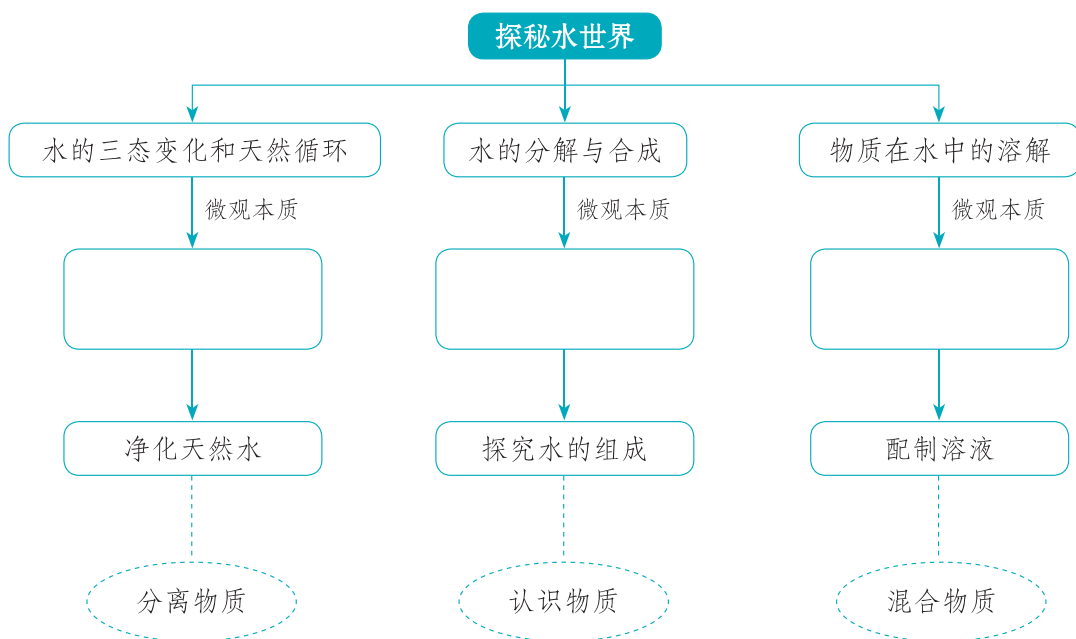 探秘水世界
水的三态变化和天然循环
水的分解与合成
物质在水中的溶解
微观本质
微观本质
微观本质
净化天然水
探究水的组成
配制溶液
分离物质
认识物质
混合物质